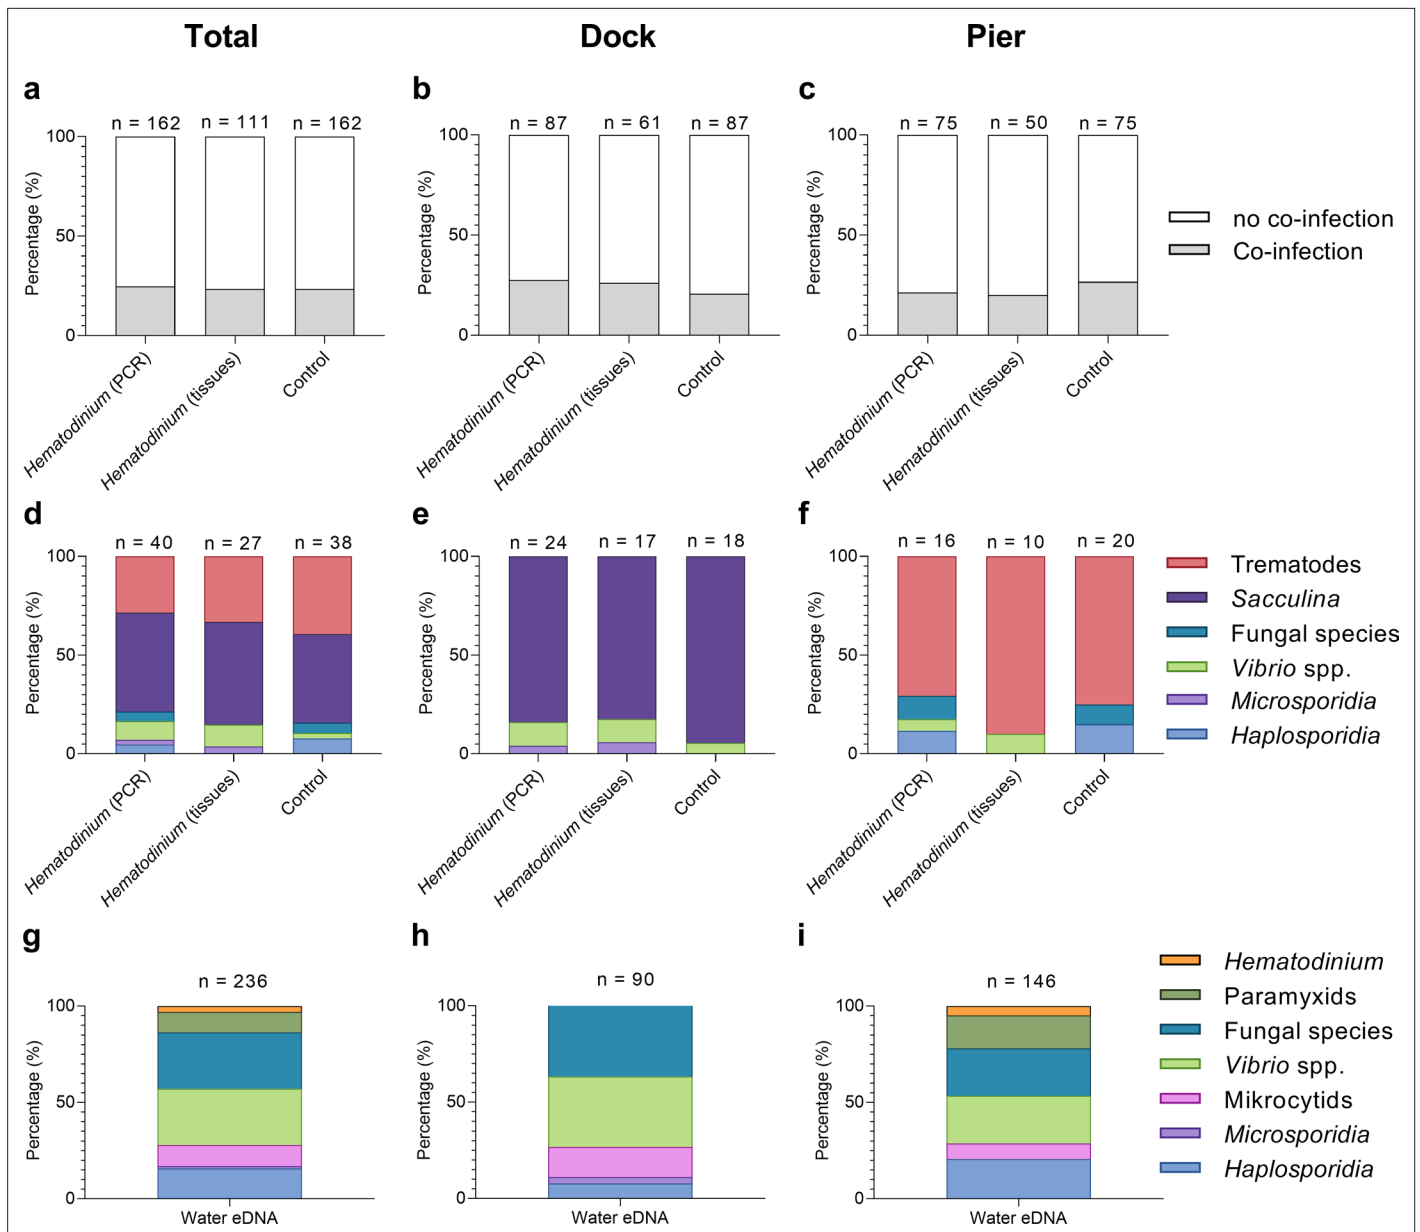 Total Dock Pier
a b c
n = 162 n = 111 n = 162
n = 87 n = 61 n = 87
n = 75 n = 50 n = 75
Percentage (%)
100
50
0
Hematodinium (PCR)
Hematodinium (tissues)
Control
Percentage (%)
100
50
0
Hematodinium (PCR)
Hematodinium (tissues)
Control
Percentage (%)
100
50
0
Hematodinium (PCR)
Hematodinium (tissues)
Control
no co-infection
Co-infection
d e f
n = 40 n = 27 n = 38
n = 24 n = 17 n = 18
n = 16 n = 10 n = 20
Percentage (%)
100
50
0
Hematodinium (PCR)
Hematodinium (tissues)
Control
Percentage (%)
100
50
0
Hematodinium (PCR)
Hematodinium (tissues)
Control
Percentage (%)
100
50
0
Hematodinium (PCR)
Hematodinium (tissues)
Control
Trematodes
Sacculina
Fungal species
Vibrio spp.
Microsporidia
Haplosporidia
g h i
n = 236
Percentage (%)
100
50
0
Water eDNA
n = 90
Percentage (%)
100
50
0
Water eDNA
n = 146
Percentage (%)
100
50
0
Water eDNA
Hematodinium
Paramyxids
Fungal species
Vibrio spp.
Mikrocytids
Microsporidia
Haplosporidia